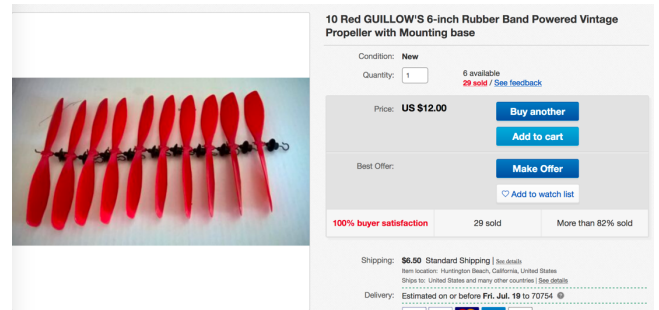 10 Red GUILLOW'S 6-inch Rubber Band Powered Vintage
Propeller with Mounting base
Condition: New
Quantity: 1 6 available
29 sold / See feedback
Price: US $12.00
Buy another
Add to cart
Best Offer:
Make Offer
♡ Add to watch list
100% buyer satisfaction 29 sold More than 82% sold
Shipping: $6.50 Standard Shipping | See details
Item location: Huntington Beach, California, United States
Ships to: United States and many other countries | See details
Delivery: Estimated on or before Fri. Jul. 19 to 70754